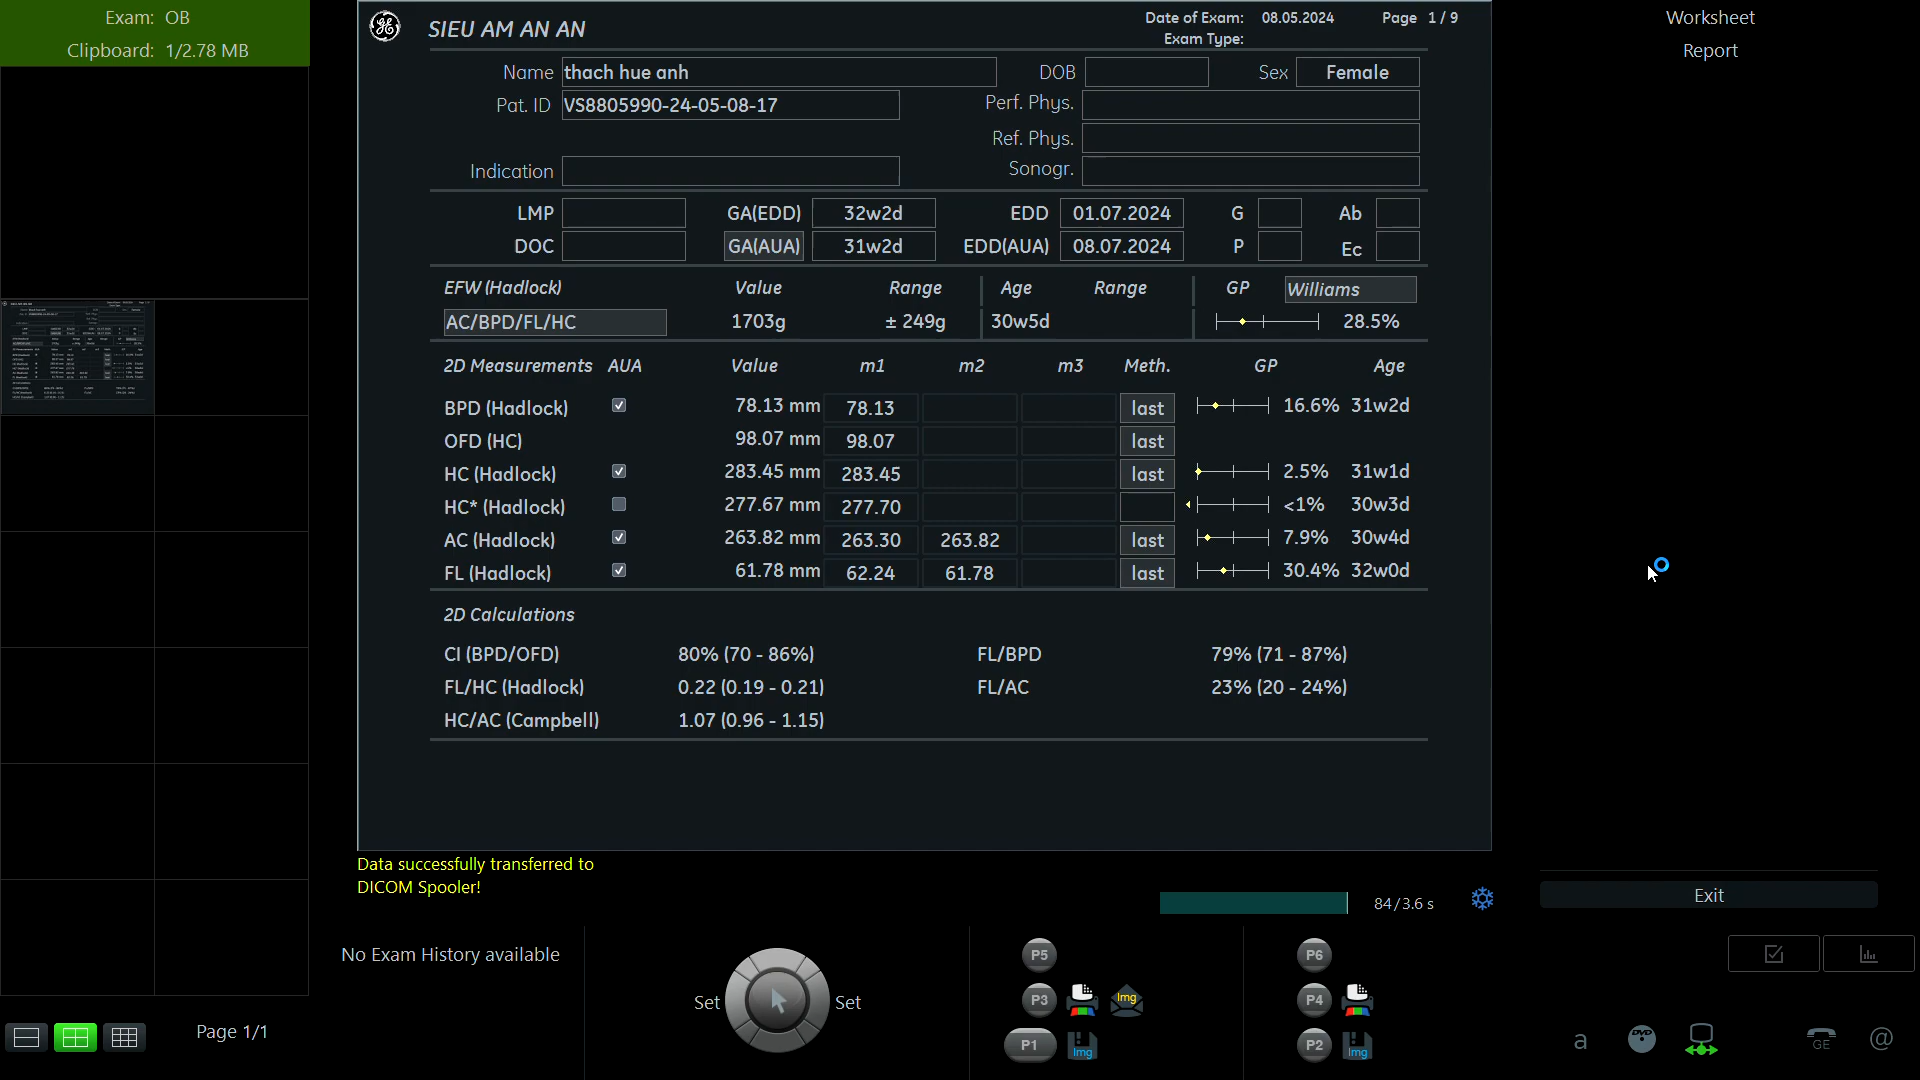 Exam: OB
Clipboard: 1/2.78 MB
SIEU AM AN AN
Date of Exam: 08.05.2024 Page 1 / 9
Exam Type:
Name thach hue anh DOB Sex Female
Pat. ID VS8805990-24-05-08-17 Perf. Phys.
Ref. Phys.
Indication Sonogr.
LMP GA(EDD) 32w2d EDD 01.07.2024 G Ab
DOC GA(AUA) 31w2d EDD(AUA) 08.07.2024 P Ec
EFW (Hadlock) Value Range Age Range GP Williams
AC/BPD/FL/HC 1703g ± 249g 30w5d 28.5%
2D Measurements AUA Value m1 m2 m3 Meth. GP Age
BPD (Hadlock) 78.13 mm 78.13 last 16.6% 31w2d
OFD (HC) 98.07 mm 98.07 last
HC (Hadlock) 283.45 mm 283.45 last 2.5% 31w1d
HC* (Hadlock) 277.67 mm 277.70 <1% 30w3d
AC (Hadlock) 263.82 mm 263.30 263.82 last 7.9% 30w4d
FL (Hadlock) 61.78 mm 62.24 61.78 last 30.4% 32w0d
2D Calculations
CI (BPD/OFD) 80% (70 - 86%) FL/BPD 79% (71 - 87%)
FL/HC (Hadlock) 0.22 (0.19 - 0.21) FL/AC 23% (20 - 24%)
HC/AC (Campbell) 1.07 (0.96 - 1.15)
Worksheet
Report
Data successfully transferred to
DICOM Spooler!
84/3.6 s
Exit
No Exam History available
Set Set
P5 P6
P3 Img P4
P1 Img P2 Img
Page 1/1
a DVD GE @